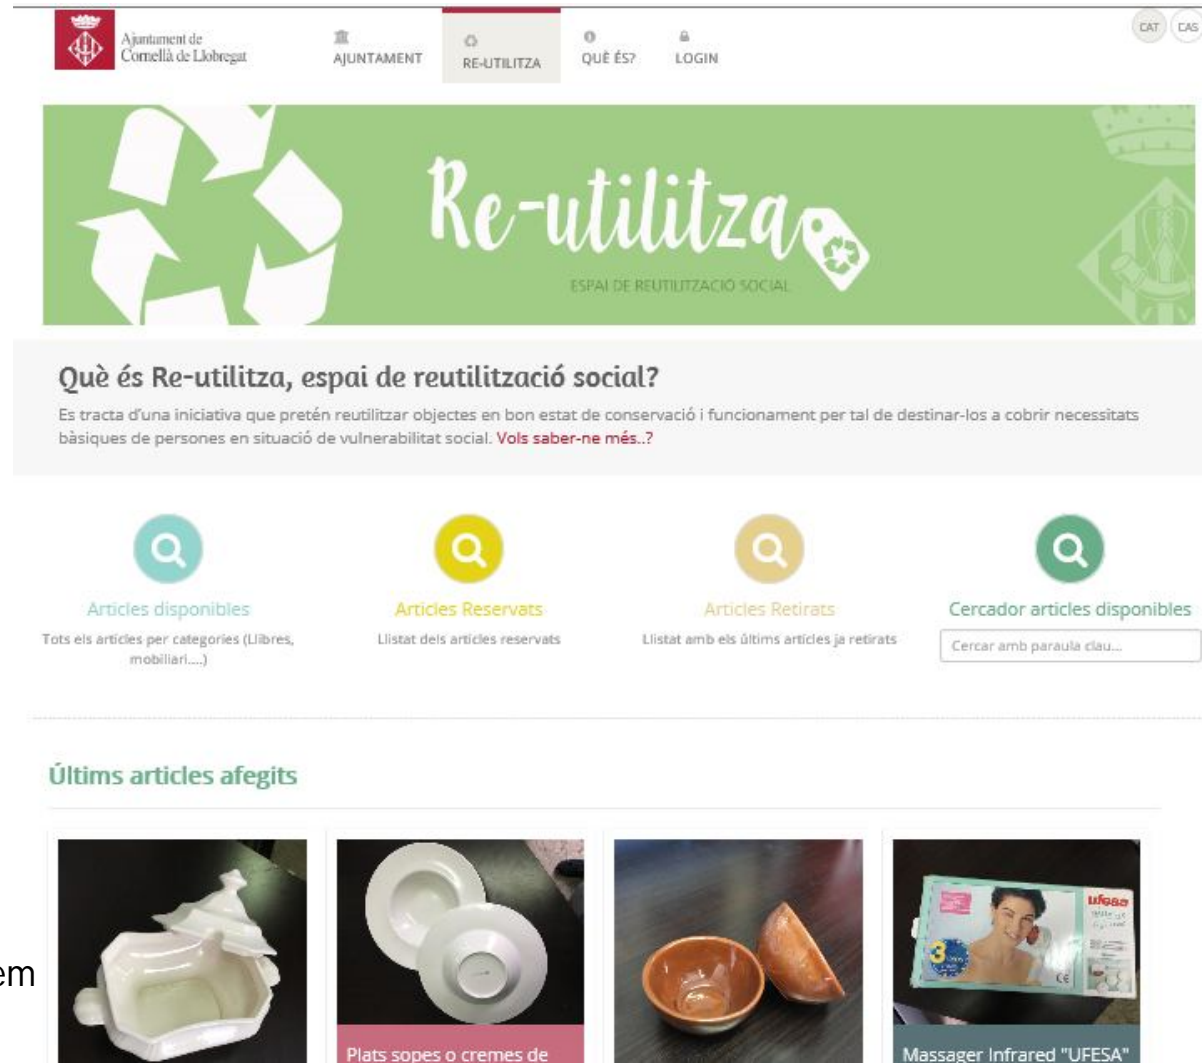 Ajuntament de
Cornellà de Llobregat
AJUNTAMENT
RE-UTILITZA
QUÈ ÉS?
LOGIN
CAT
CAS
Re-utilitza
ESPAI DE REUTILITZACIÓ SOCIAL
Què és Re-utilitza, espai de reutilització social?
Es tracta d'una iniciativa que pretén reutilitzar objectes en bon estat de conservació i funcionament per tal de destinar-los a cobrir necessitats
bàsiques de persones en situació de vulnerabilitat social. Vols saber-ne més..?
Articles disponibles
Tots els articles per categories (Llibres,
mobiliari....)
Articles Reservats
Llistat dels articles reservats
Articles Retirats
Llistat amb els últims articles ja retirats
Cercador articles disponibles
Cercar amb paraula clau...
Últims articles afegits
em
ufesa
3
Plats sopes o cremes de
Massager Infrared "UFESA"